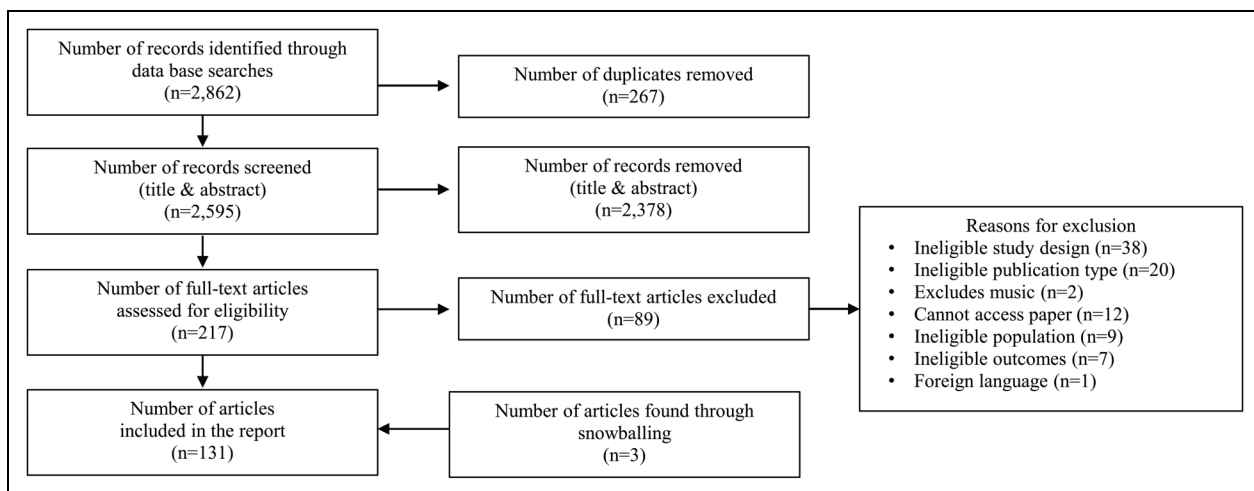 Number of records identified through
data base searches
(n=2,862)
Number of duplicates removed
(n=267)
Number of records screened
(title & abstract)
(n=2,595)
Number of records removed
(title & abstract)
(n=2,378)
Number of full-text articles
assessed for eligibility
(n=217)
Number of full-text articles excluded
(n=89)
Reasons for exclusion
• Ineligible study design (n=38)
• Ineligible publication type (n=20)
• Excludes music (n=2)
• Cannot access paper (n=12)
• Ineligible population (n=9)
• Ineligible outcomes (n=7)
• Foreign language (n=1)
Number of articles
included in the report
(n=131)
Number of articles found through
snowballing
(n=3)